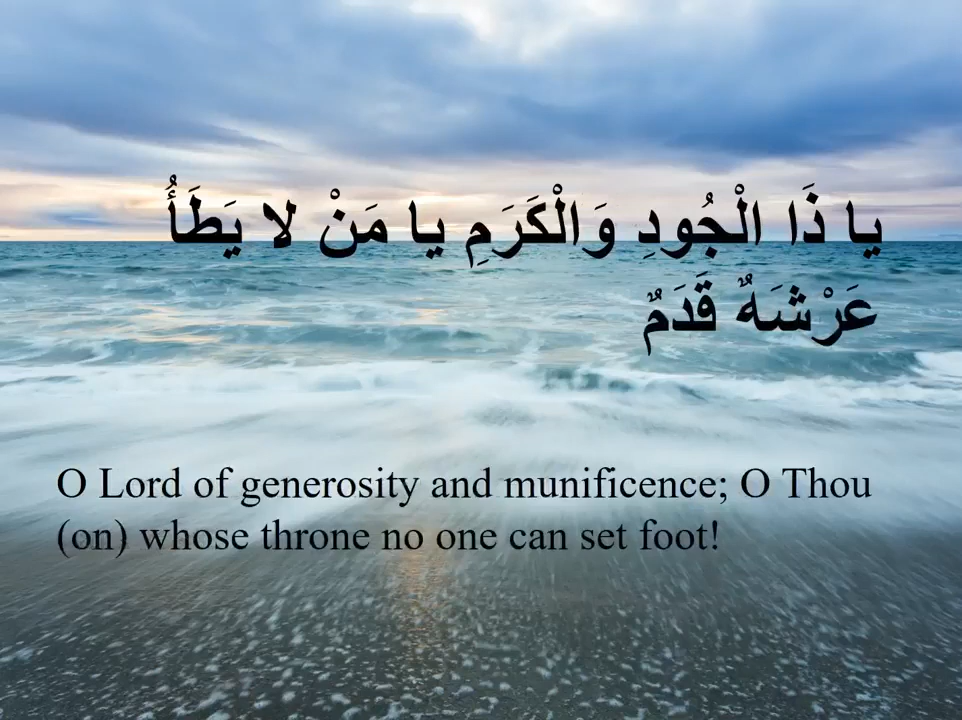 يا ذَا الْجُودِ وَالْكَرَمِ يا مَنْ لا يَطَأُ
عَرْشَهٌ قَدَمٌ
O Lord of generosity and munificence; O Thou
(on) whose throne no one can set foot!